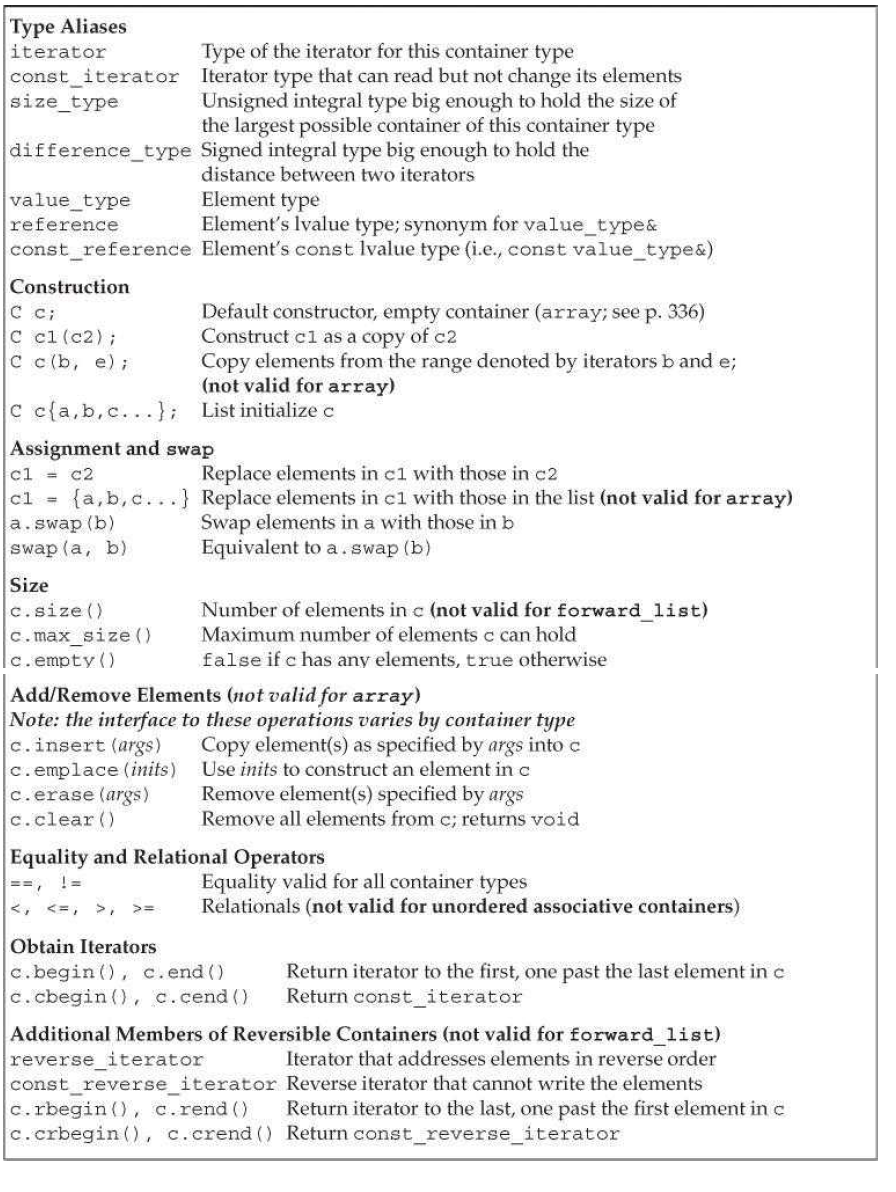 Type Aliases
iterator Type of the iterator for this container type
const_iterator Iterator type that can read but not change its elements
size_type Unsigned integral type big enough to hold the size of
the largest possible container of this container type
difference_type Signed integral type big enough to hold the
distance between two iterators
value_type Element type
reference Element's lvalue type; synonym for value_type&
const_reference Element's const lvalue type (i.e., const value_type&)
Construction
C c; Default constructor, empty container (array; see p. 336)
C c1(c2); Construct c1 as a copy of c2
C c(b, e); Copy elements from the range denoted by iterators b and e;
(not valid for array)
C c{a,b,c...}; List initialize c
Assignment and swap
c1 = c2 Replace elements in c1 with those in c2
c1 = {a,b,c...} Replace elements in c1 with those in the list (not valid for array)
a.swap(b) Swap elements in a with those in b
swap(a, b) Equivalent to a.swap(b)
Size
c.size() Number of elements in c (not valid for forward_list)
c.max_size() Maximum number of elements c can hold
c.empty() false if c has any elements, true otherwise
Add/Remove Elements (not valid for array)
Note: the interface to these operations varies by container type
c.insert(args) Copy element(s) as specified by args into c
c.emplace(inits) Use inits to construct an element in c
c.erase(args) Remove element(s) specified by args
c.clear() Remove all elements from c; returns void
Equality and Relational Operators
==, != Equality valid for all container types
<, <=, >, >= Relationals (not valid for unordered associative containers)
Obtain Iterators
c.begin(), c.end() Return iterator to the first, one past the last element in c
c.cbegin(), c.cend() Return const_iterator
Additional Members of Reversible Containers (not valid for forward_list)
reverse_iterator Iterator that addresses elements in reverse order
const_reverse_iterator Reverse iterator that cannot write the elements
c.rbegin(), c.rend() Return iterator to the last, one past the first element in c
c.crbegin(), c.crend() Return const_reverse_iterator